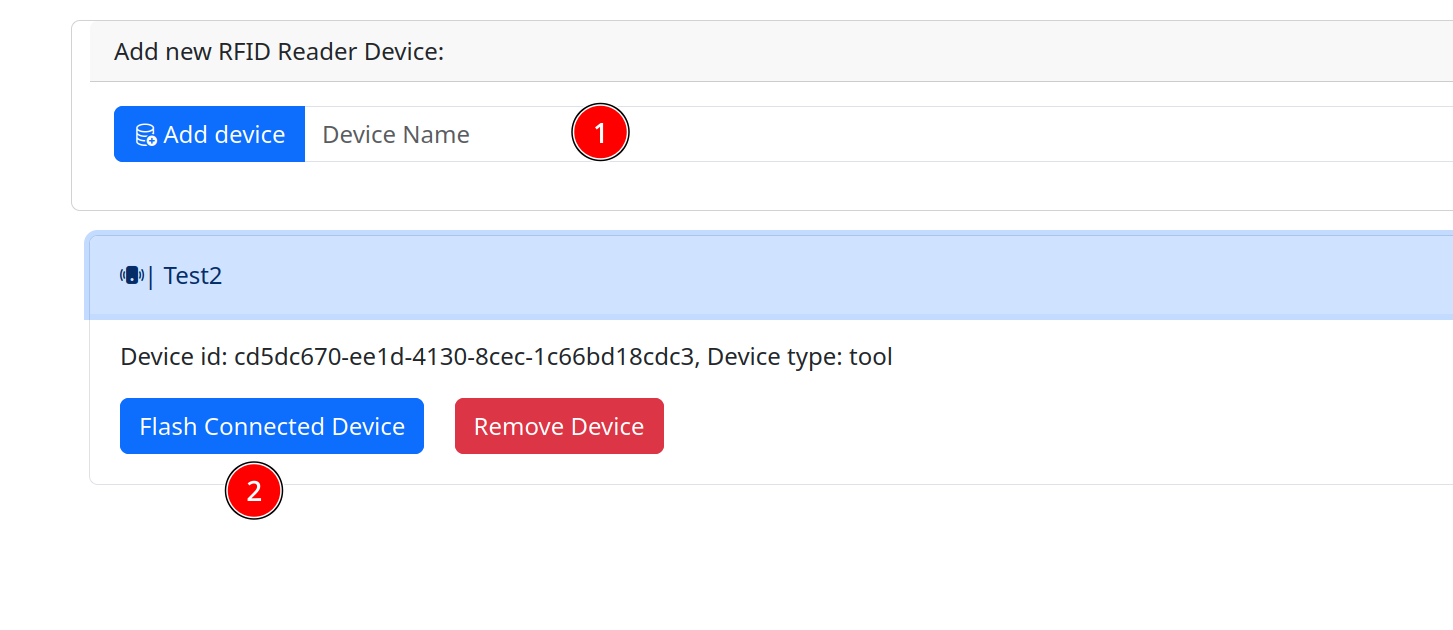 Add new RFID Reader Device:
Add device Device Name 1
| Test2
Device id: cd5dc670-ee1d-4130-8cec-1c66bd18cdc3, Device type: tool
Flash Connected Device Remove Device
2